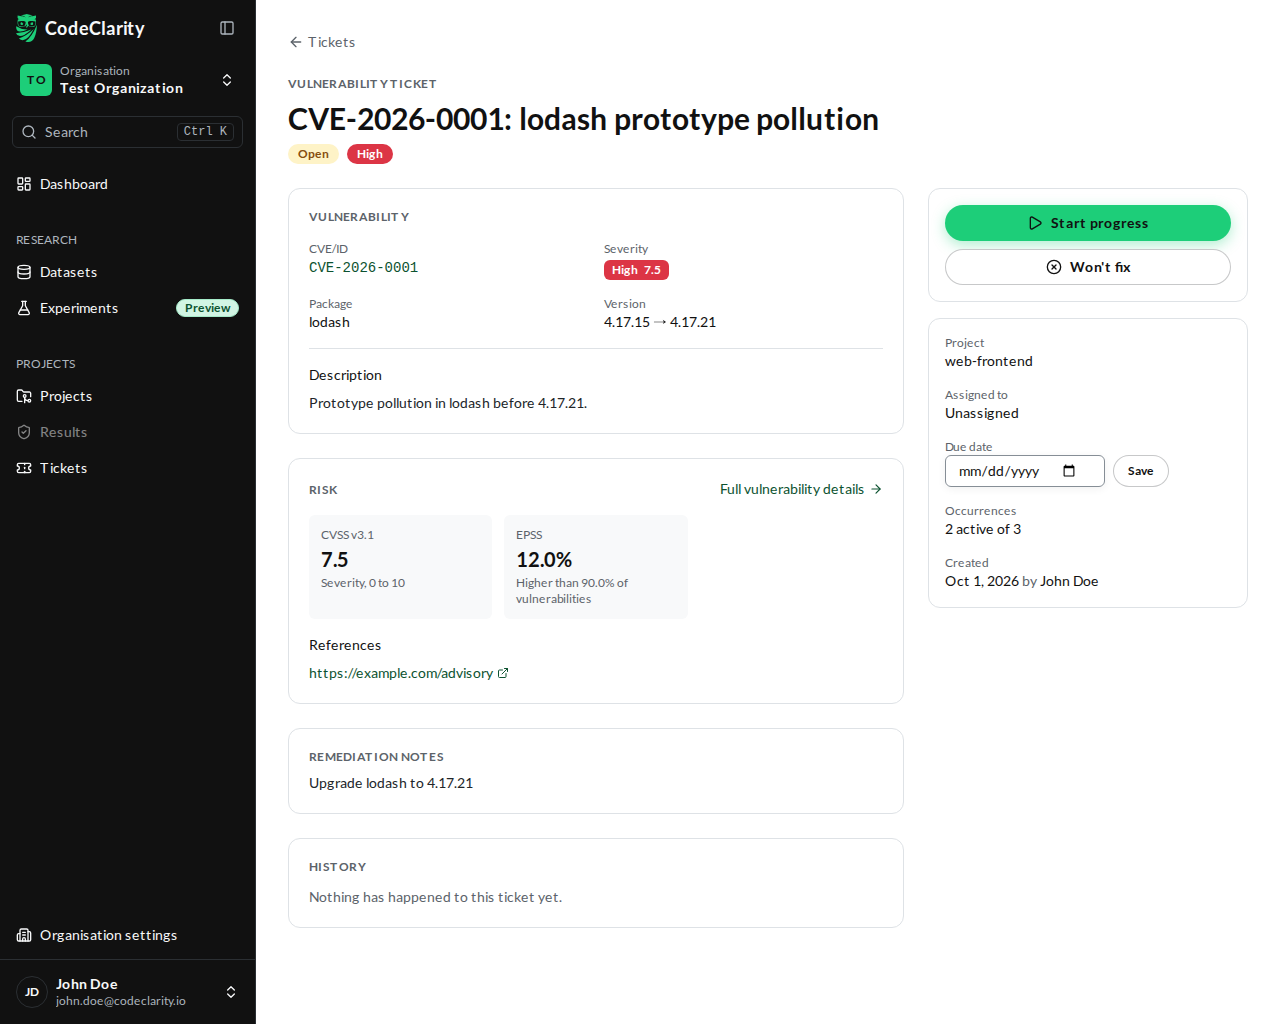 CodeClarity
TO
Organisation
Test Organization
Search
Ctrl K
Dashboard
RESEARCH
Datasets
Experiments
Preview
PROJECTS
Projects
Results
Tickets
Organisation settings
JD
John Doe
john.doe@codeclarity.io
← Tickets
VULNERABILITY TICKET
CVE-2026-0001: lodash prototype pollution
Open
High
VULNERABILITY
CVE/ID
CVE-2026-0001
Severity
High 7.5
Package
lodash
Version
4.17.15 → 4.17.21
Description
Prototype pollution in lodash before 4.17.21.
RISK
Full vulnerability details →
CVSS v3.1
7.5
Severity, 0 to 10
EPSS
12.0%
Higher than 90.0% of
vulnerabilities
References
https://example.com/advisory
REMEDIATION NOTES
Upgrade lodash to 4.17.21
HISTORY
Nothing has happened to this ticket yet.
Start progress
Won't fix
Project
web-frontend
Assigned to
Unassigned
Due date
mm/dd/yyyy
Save
Occurrences
2 active of 3
Created
Oct 1, 2026 by John Doe